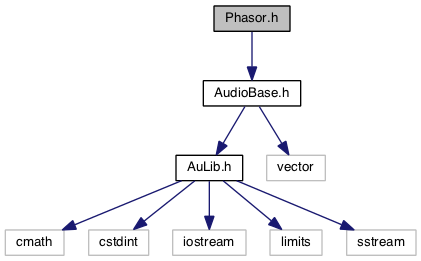 Phasor.h
AudioBase.h
AuLib.h
vector
cmath
cstdint
iostream
limits
sstream